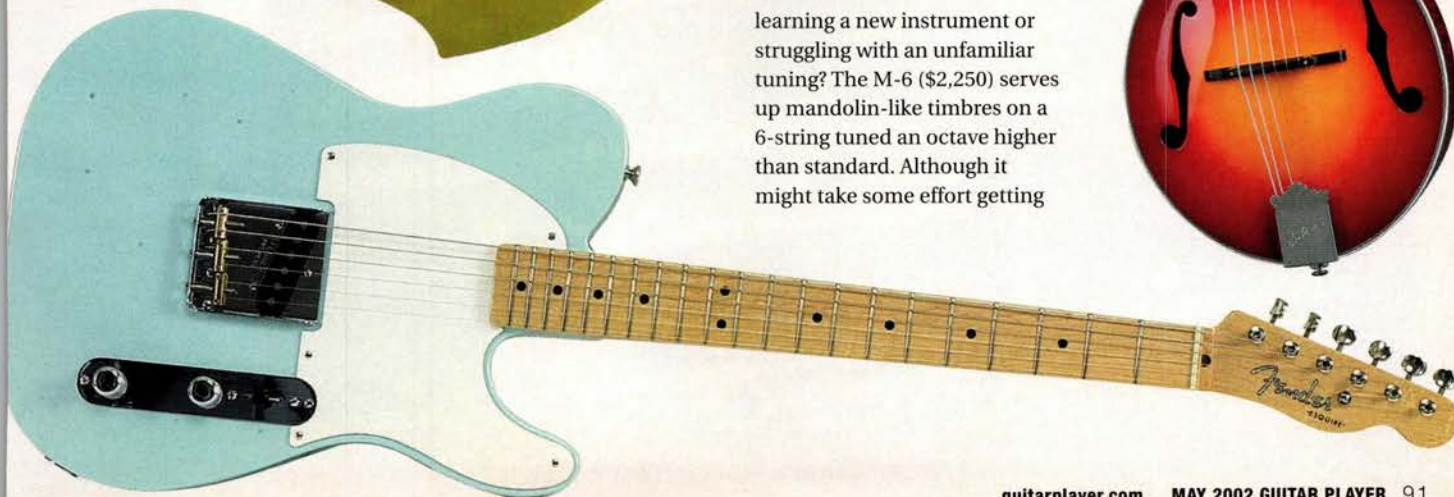 learning a new instrument or
struggling with an unfamiliar
tuning? The M-6 ($2,250) serves
up mandolin-like timbres on a
6-string tuned an octave higher
than standard. Although it
might take some effort getting
Fender
ESQUIRE
guitarplayer.com MAY 2002 GUITAR PLAYER 91